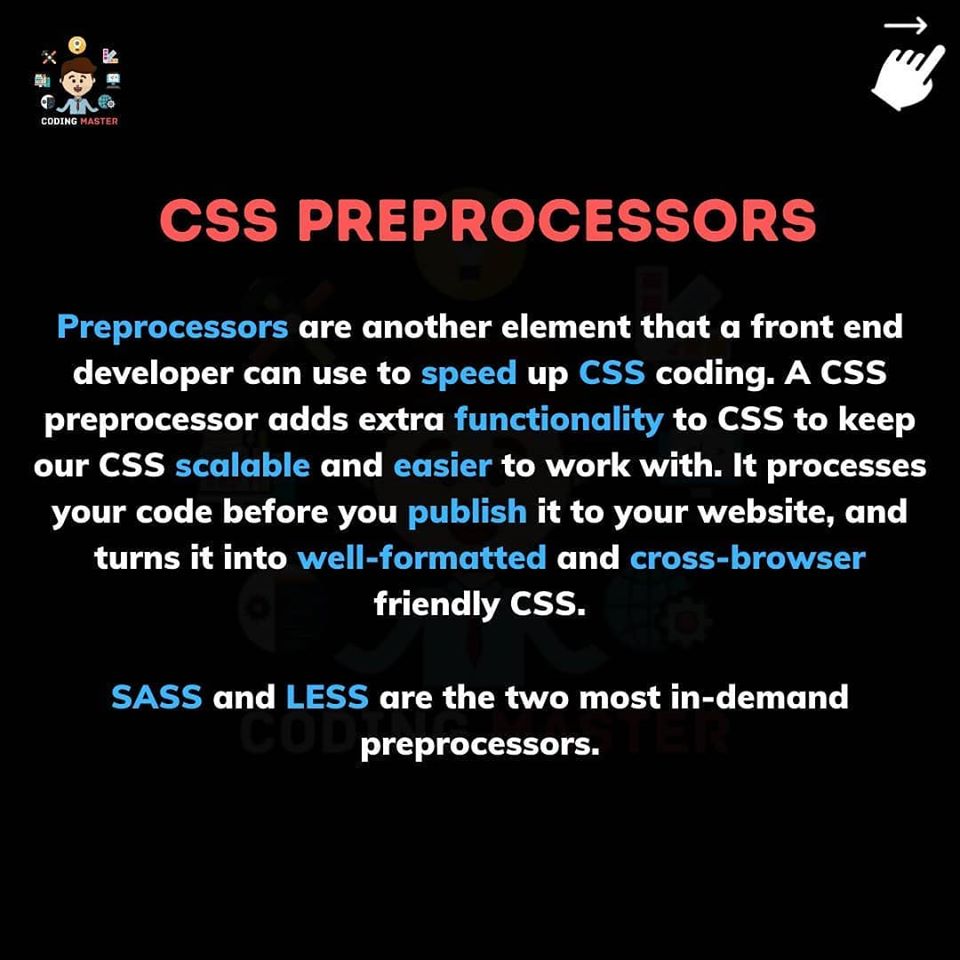 CODING MASTER
CSS PREPROCESSORS
Preprocessors are another element that a front end
developer can use to speed up CSS coding. A CSS
preprocessor adds extra functionality to CSS to keep
our CSS scalable and easier to work with. It processes
your code before you publish it to your website, and
turns it into well-formatted and cross-browser
friendly CSS.
SASS and LESS are the two most in-demand
CODING MASTER
preprocessors.